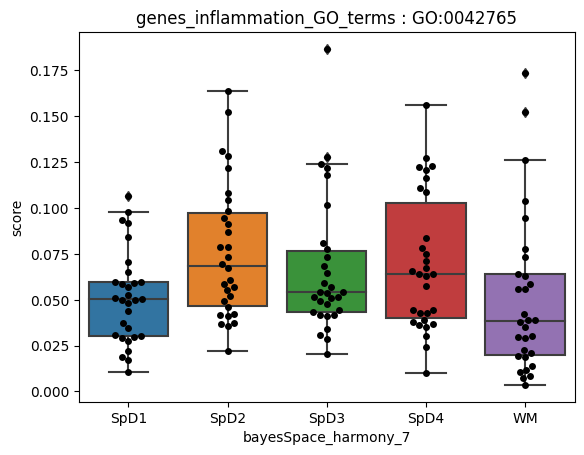 genes_inflammation_GO_terms : GO:0042765
score
0.175
0.150
0.125
0.100
0.075
0.050
0.025
0.000
SpD1 SpD2 SpD3 SpD4 WM
bayesSpace_harmony_7